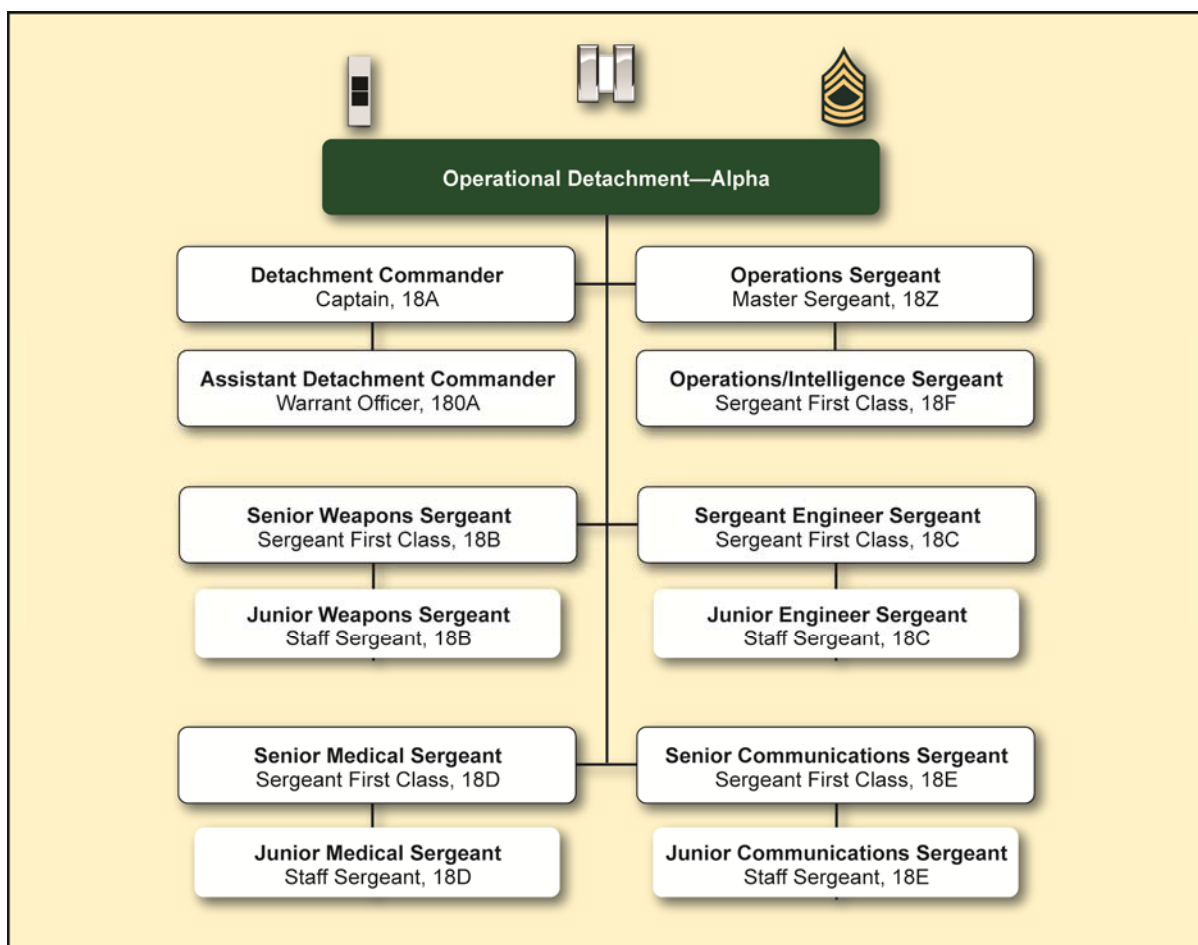 Operational Detachment—Alpha
Detachment Commander
Captain, 18A
Operations Sergeant
Master Sergeant, 18Z
Assistant Detachment Commander
Warrant Officer, 180A
Operations/Intelligence Sergeant
Sergeant First Class, 18F
Senior Weapons Sergeant
Sergeant First Class, 18B
Sergeant Engineer Sergeant
Sergeant First Class, 18C
Junior Weapons Sergeant
Staff Sergeant, 18B
Junior Engineer Sergeant
Staff Sergeant, 18C
Senior Medical Sergeant
Sergeant First Class, 18D
Senior Communications Sergeant
Sergeant First Class, 18E
Junior Medical Sergeant
Staff Sergeant, 18D
Junior Communications Sergeant
Staff Sergeant, 18E